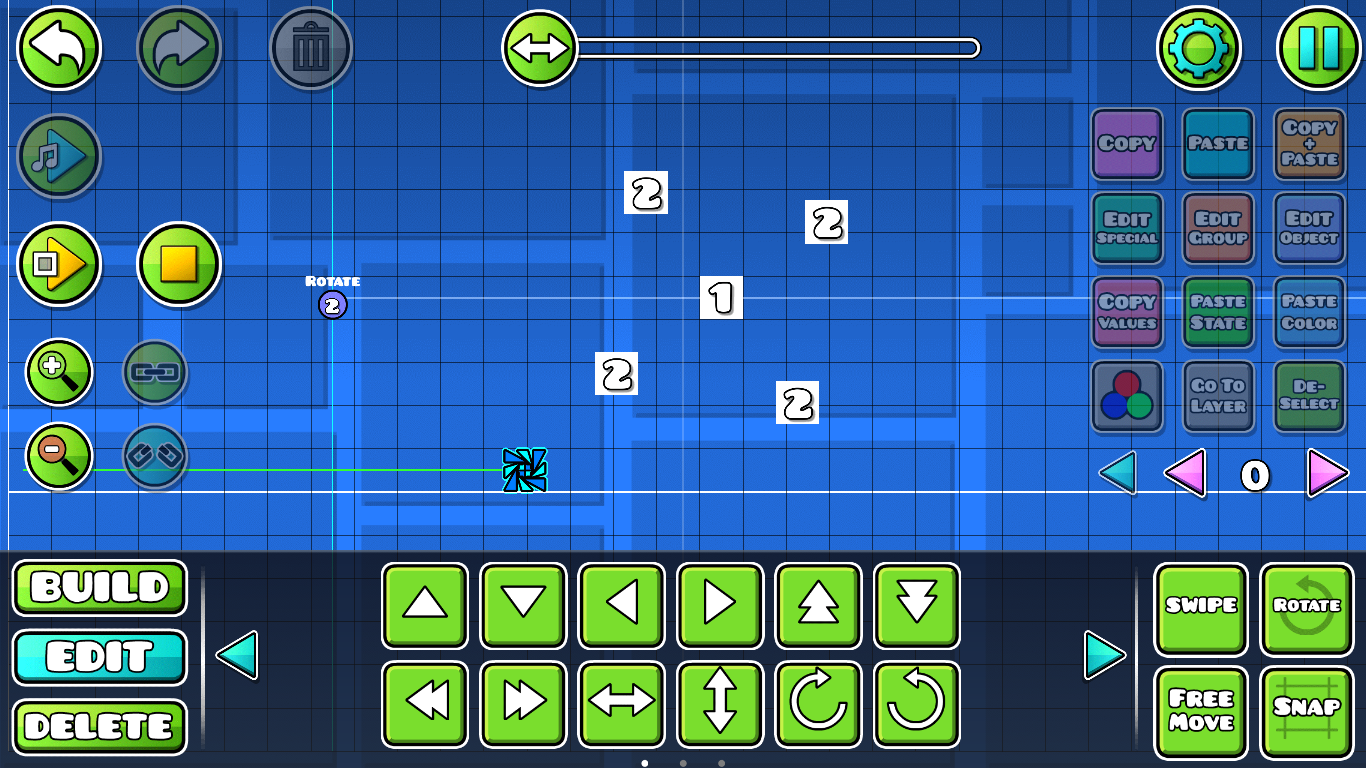 COPY
PASTE
COPY
+
PASTE
2
2
EDIT
SPECIAL
EDIT
GROUP
EDIT
OBJECT
ROTATE
2
1
COPY
VALUES
PASTE
STATE
PASTE
COLOR
2
2
GO TO
LAYER
DE-
SELECT
0
BUILD
EDIT
DELETE
SWIPE
ROTATE
FREE
MOVE
SNAP